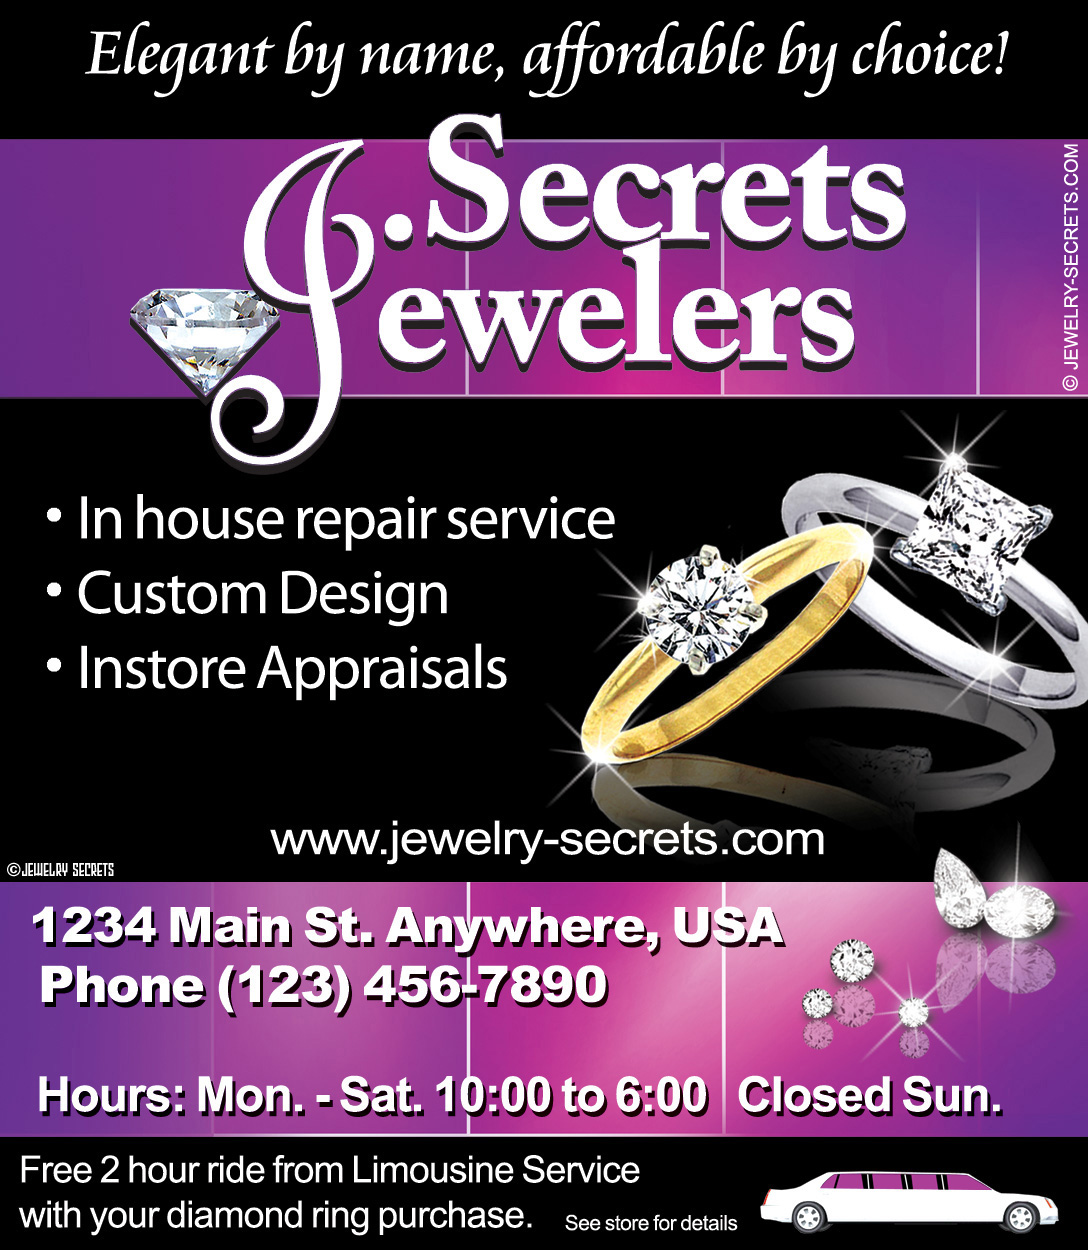 Elegant by name, affordable by choice!
J.Secrets
Jewelers
© JEWELRY-SECRETS.COM
• In house repair service
• Custom Design
• Instore Appraisals
www.jewelry-secrets.com
©JEWELRY SECRETS
1234 Main St. Anywhere, USA
Phone (123) 456-7890
Hours: Mon. - Sat. 10:00 to 6:00 Closed Sun.
Free 2 hour ride from Limousine Service
with your diamond ring purchase. See store for details